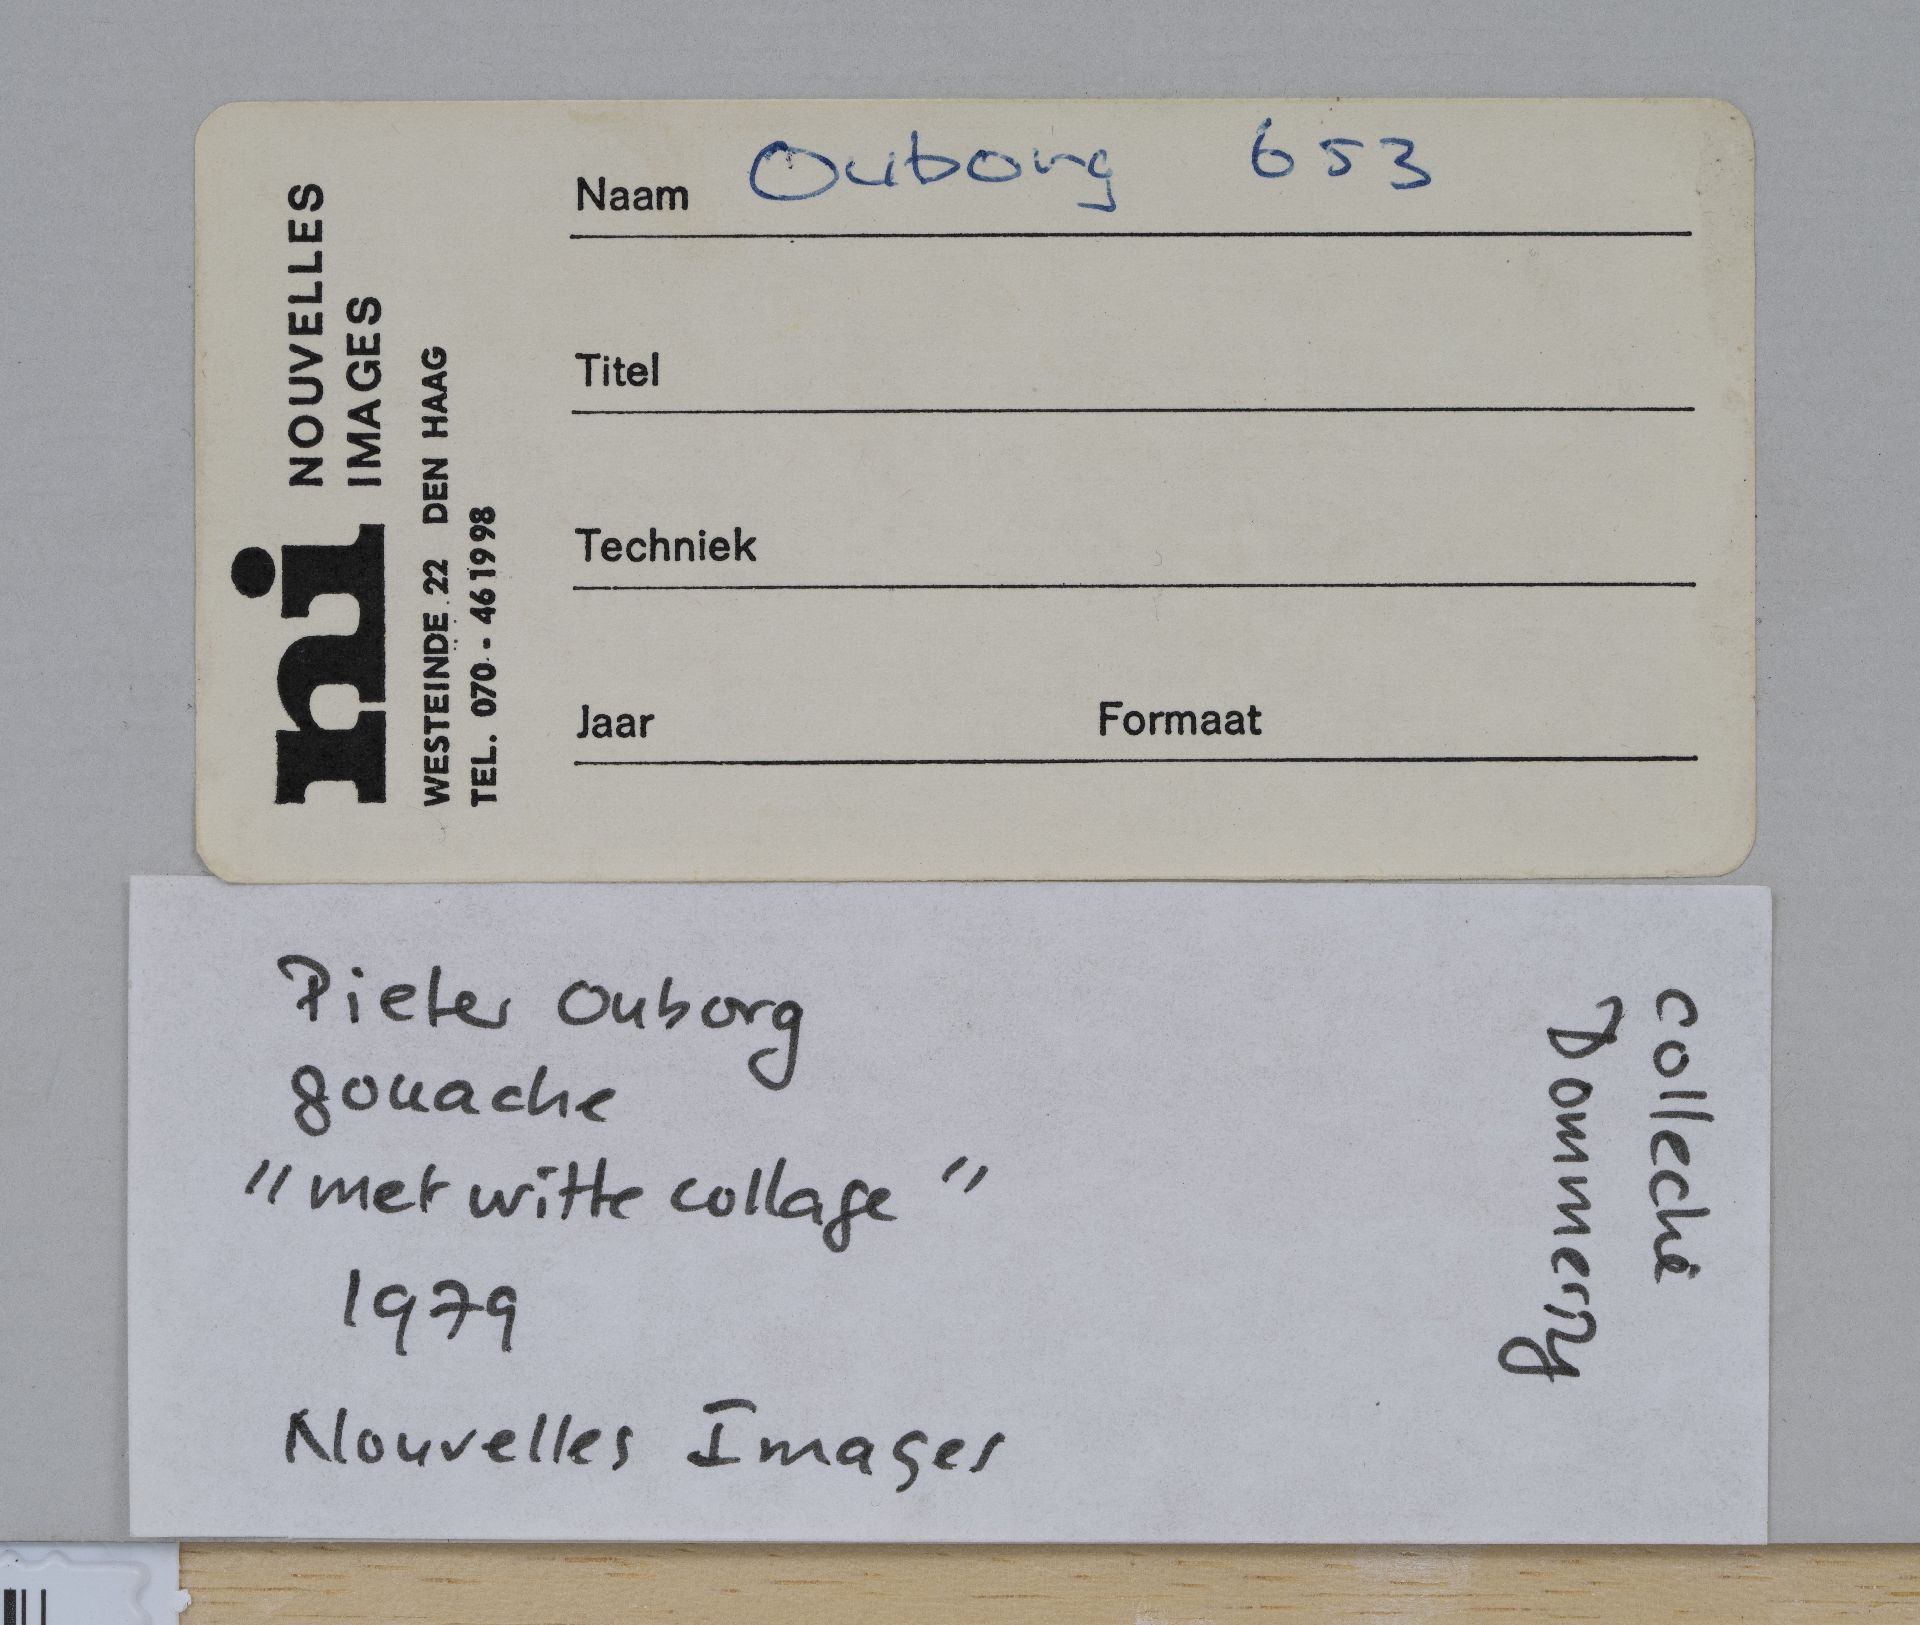 ni NOUVELLES
IMAGES
WESTEINDE 22 DEN HAAG
TEL. 070 - 461998
Naam Ouborg 653
Titel
Techniek
Jaar Formaat
Pieter Ouborg
gouache
"met witte collage"
1979
Nouvelles Images
collectie